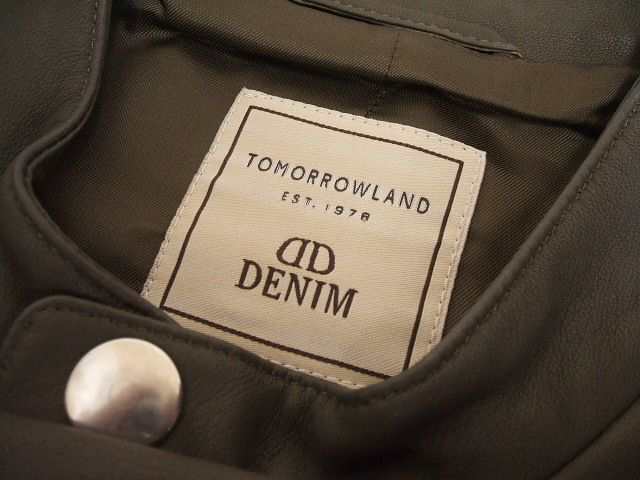 TOMORROWLAND
EST. 1978
DD
DENIM